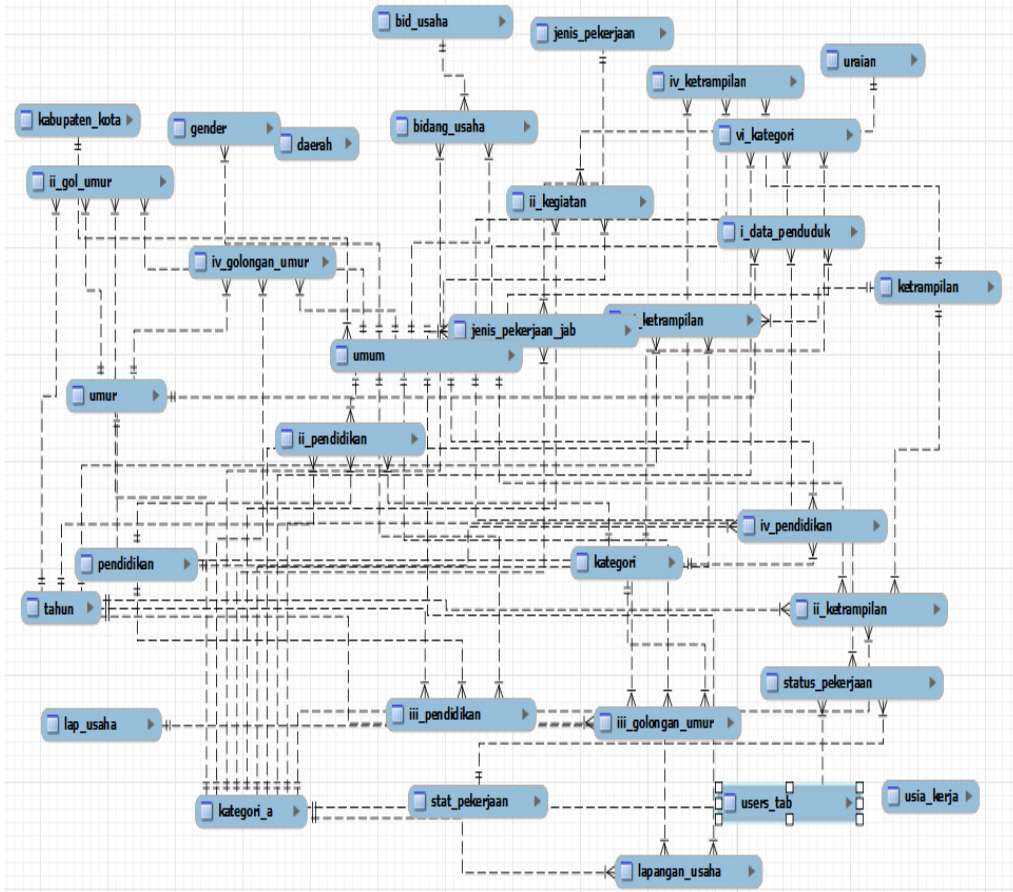 bid_usaha
jenis_pekerjaan
uraian
iv_ketrampilan
kabupaten_kota
gender
daerah
bidang_usaha
vi_kategori
ii_gol_umur
ii_kegiatan
i_data_penduduk
iv_golongan_umur
ketrampilan
jenis_pekerjaan_jab
_ketrampilan
umum
umur
ii_pendidikan
iv_pendidikan
pendidikan
kategori
tahun
ii_ketrampilan
status_pekerjaan
lap_usaha
iii_pendidikan
iii_golongan_umur
kategori_a
stat_pekerjaan
users_tab
usia_kerja
lapangan_usaha